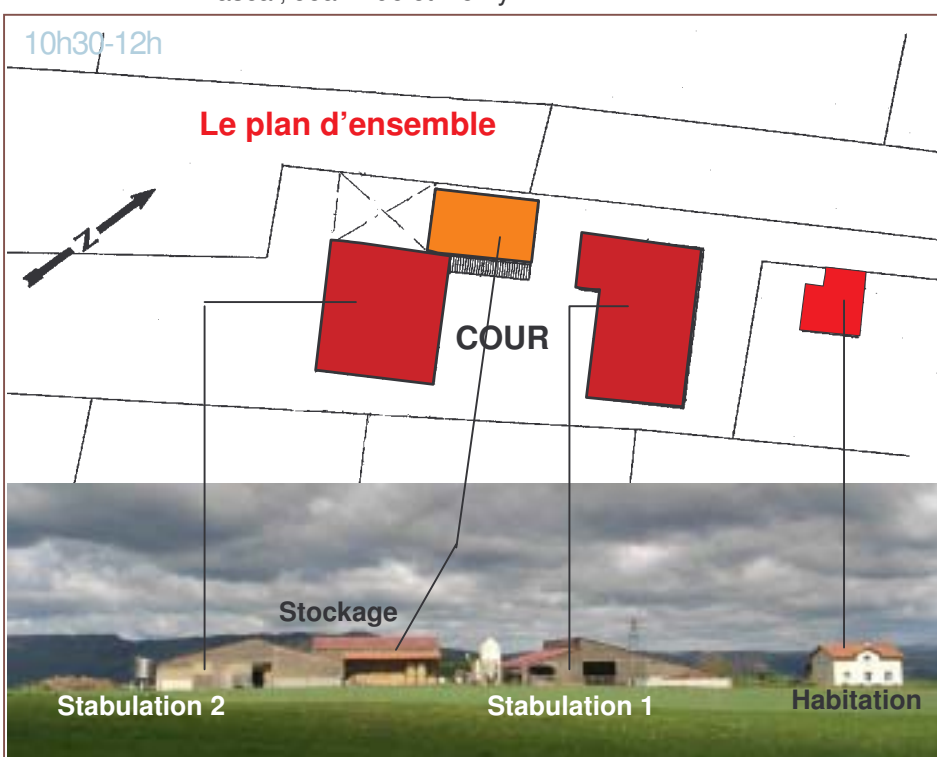 10h30-12h
Le plan d'ensemble
N
COUR
Stockage
Stabulation 2
Stabulation 1
Habitation